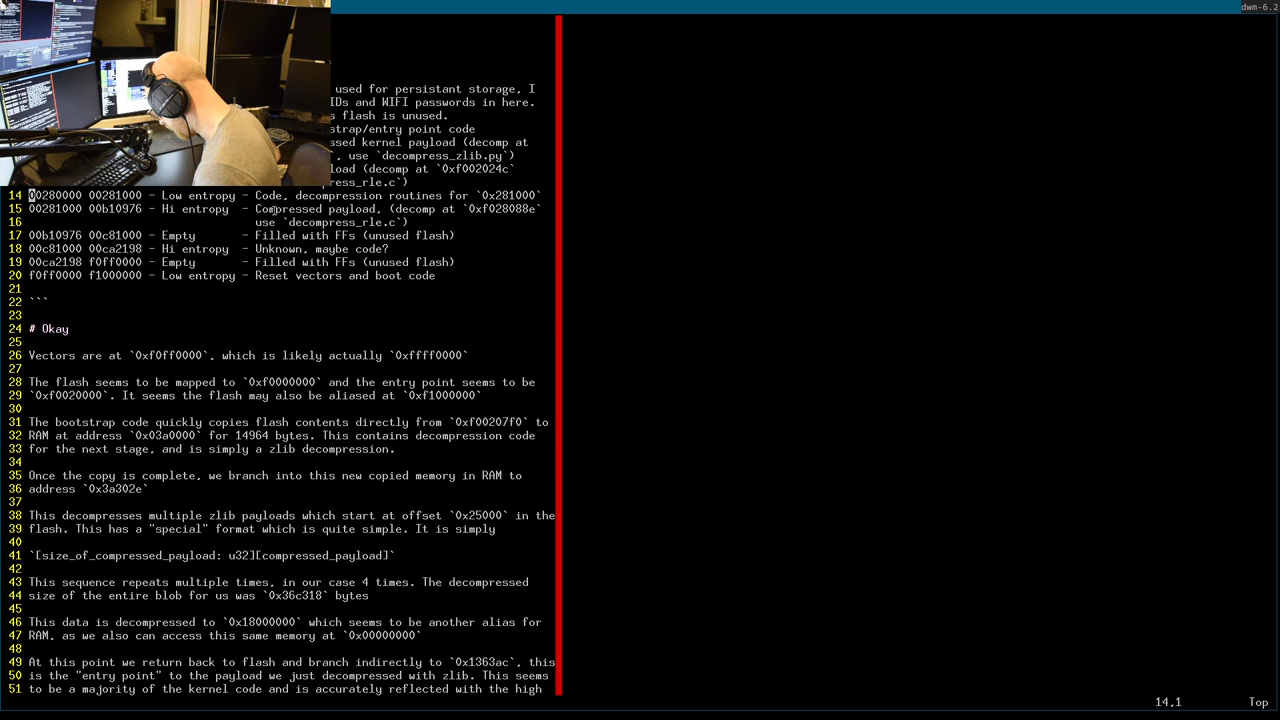 dwm-6.2
used for persistant storage, I
IDs and WIFI passwords in here.
s flash is unused.
strap/entry point code
ssed kernel payload (decomp at
`, use `decompress_zlib.py`)
load (decomp at `0xf002024c`
ress_rle.c`)
14 00280000 00281000 - Low entropy - Code, decompression routines for `0x281000`
15 00281000 00b10976 - Hi entropy - Compressed payload, (decomp at `0xf028088e`
16 use `decompress_rle.c`)
17 00b10976 00c81000 - Empty - Filled with FFs (unused flash)
18 00c81000 00ca2198 - Hi entropy - Unknown, maybe code?
19 00ca2198 f0ff0000 - Empty - Filled with FFs (unused flash)
20 f0ff0000 f1000000 - Low entropy - Reset vectors and boot code
21
22 ```
23
24 # Okay
25
26 Vectors are at `0xf0ff0000`, which is likely actually `0xffff0000`
27
28 The flash seems to be mapped to `0xf0000000` and the entry point seems to be
29 `0xf0020000`. It seems the flash may also be aliased at `0xf1000000`
30
31 The bootstrap code quickly copies flash contents directly from `0xf00207f0` to
32 RAM at address `0x03a0000` for 14964 bytes. This contains decompression code
33 for the next stage, and is simply a zlib decompression.
34
35 Once the copy is complete, we branch into this new copied memory in RAM to
36 address `0x3a302e`
37
38 This decompresses multiple zlib payloads which start at offset `0x25000` in the
39 flash. This has a "special" format which is quite simple. It is simply
40
41 `[size_of_compressed_payload: u32][compressed_payload]`
42
43 This sequence repeats multiple times, in our case 4 times. The decompressed
44 size of the entire blob for us was `0x36c318` bytes
45
46 This data is decompressed to `0x18000000` which seems to be another alias for
47 RAM, as we also can access this same memory at `0x00000000`
48
49 At this point we return back to flash and branch indirectly to `0x1363ac`, this
50 is the "entry point" to the payload we just decompressed with zlib. This seems
51 to be a majority of the kernel code and is accurately reflected with the high
14,1 Top